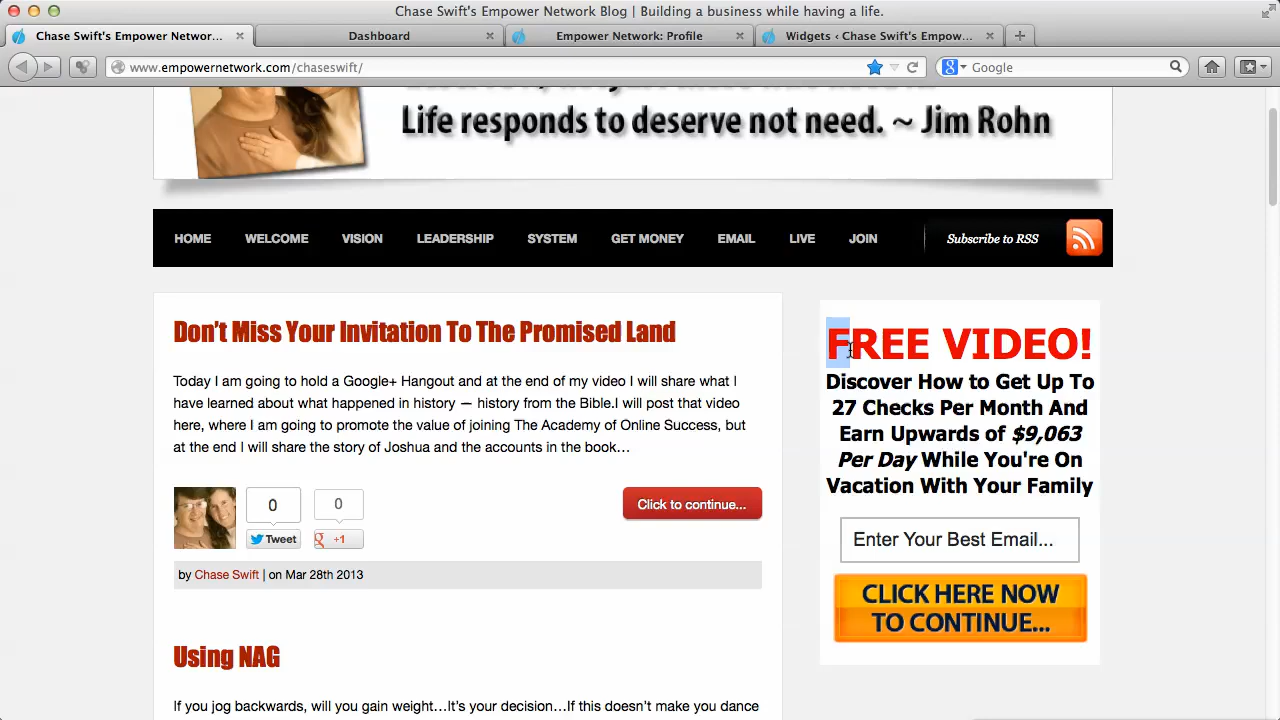 Chase Swift's Empower Network Blog | Building a business while having a life.
Chase Swift's Empower Networ...
Dashboard
Empower Network: Profile
Widgets ‹ Chase Swift's Empow...
www.empowernetwork.com/chaseswift/
Google
Life responds to deserve not need. ~ Jim Rohn
HOME WELCOME VISION LEADERSHIP SYSTEM GET MONEY EMAIL LIVE JOIN Subscribe to RSS
Don't Miss Your Invitation To The Promised Land
Today I am going to hold a Google+ Hangout and at the end of my video I will share what I
have learned about what happened in history — history from the Bible.I will post that video
here, where I am going to promote the value of joining The Academy of Online Success, but
at the end I will share the story of Joshua and the accounts in the book…
0
0
Tweet
+1
Click to continue...
by Chase Swift | on Mar 28th 2013
Using NAG
If you jog backwards, will you gain weight…It's your decision…If this doesn't make you dance
FREE VIDEO!
Discover How to Get Up To
27 Checks Per Month And
Earn Upwards of $9,063
Per Day While You're On
Vacation With Your Family
Enter Your Best Email...
CLICK HERE NOW
TO CONTINUE...